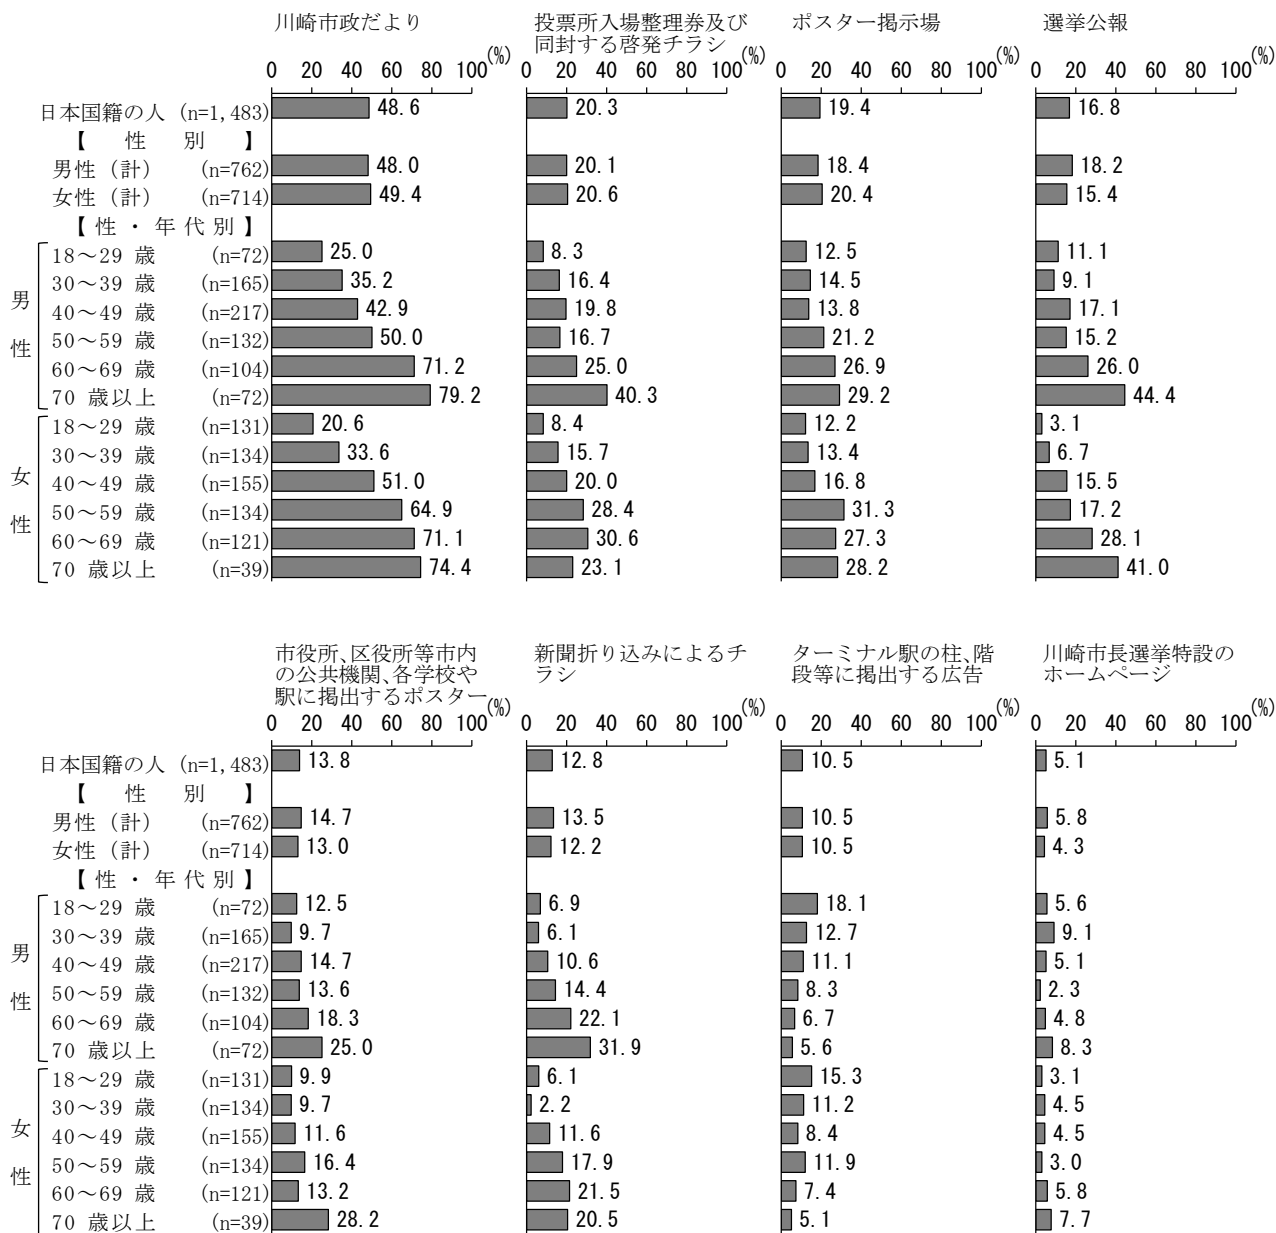 川崎市政だより 投票所入場整理券及び ポスター掲示場 選挙公報
同封する啓発チラシ
(%) (%) (%) (%)
0 20 40 60 80 100 0 20 40 60 80 100 0 20 40 60 80 100 0 20 40 60 80 100
日本国籍の人 (n=1,483) 48.6 20.3 19.4 16.8
【 性 別 】
男性(計) (n=762) 48.0 20.1 18.4 18.2
女性(計) (n=714) 49.4 20.6 20.4 15.4
【性・年代別】
男性
18～29 歳 (n=72) 25.0 8.3 12.5 11.1
30～39 歳 (n=165) 35.2 16.4 14.5 9.1
40～49 歳 (n=217) 42.9 19.8 13.8 17.1
50～59 歳 (n=132) 50.0 16.7 21.2 15.2
60～69 歳 (n=104) 71.2 25.0 26.9 26.0
70 歳以上 (n=72) 79.2 40.3 29.2 44.4
女性
18～29 歳 (n=131) 20.6 8.4 12.2 3.1
30～39 歳 (n=134) 33.6 15.7 13.4 6.7
40～49 歳 (n=155) 51.0 20.0 16.8 15.5
50～59 歳 (n=134) 64.9 28.4 31.3 17.2
60～69 歳 (n=121) 71.1 30.6 27.3 28.1
70 歳以上 (n=39) 74.4 23.1 28.2 41.0
市役所、区役所等市内 新聞折り込みによるチ ターミナル駅の柱、階 川崎市長選挙特設の
の公共機関、各学校や ラシ 段等に掲出する広告 ホームページ
駅に掲出するポスター
(%) (%) (%) (%)
0 20 40 60 80 100 0 20 40 60 80 100 0 20 40 60 80 100 0 20 40 60 80 100
日本国籍の人 (n=1,483) 13.8 12.8 10.5 5.1
【 性 別 】
男性(計) (n=762) 14.7 13.5 10.5 5.8
女性(計) (n=714) 13.0 12.2 10.5 4.3
【性・年代別】
男性
18～29 歳 (n=72) 12.5 6.9 18.1 5.6
30～39 歳 (n=165) 9.7 6.1 12.7 9.1
40～49 歳 (n=217) 14.7 10.6 11.1 5.1
50～59 歳 (n=132) 13.6 14.4 8.3 2.3
60～69 歳 (n=104) 18.3 22.1 6.7 4.8
70 歳以上 (n=72) 25.0 31.9 5.6 8.3
女性
18～29 歳 (n=131) 9.9 6.1 15.3 3.1
30～39 歳 (n=134) 9.7 2.2 11.2 4.5
40～49 歳 (n=155) 11.6 11.6 8.4 4.5
50～59 歳 (n=134) 16.4 17.9 11.9 3.0
60～69 歳 (n=121) 13.2 21.5 7.4 5.8
70 歳以上 (n=39) 28.2 20.5 5.1 7.7